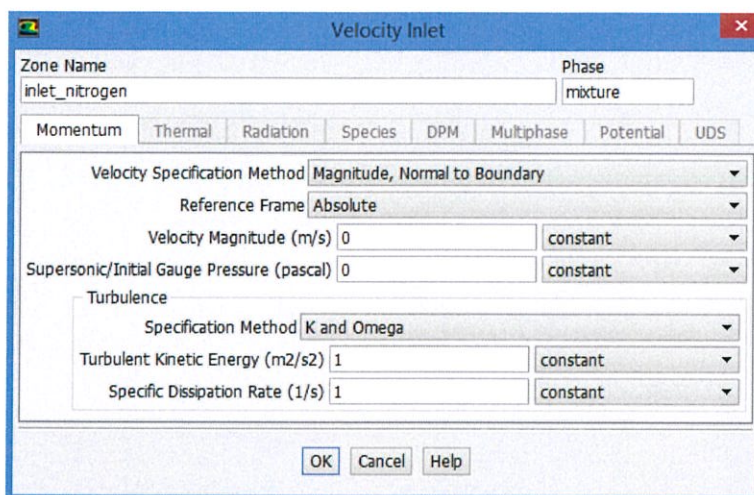 Velocity Inlet
Zone Name
Phase
inlet_nitrogen
mixture
Momentum Thermal Radiation Species DPM Multiphase Potential UDS
Velocity Specification Method Magnitude, Normal to Boundary
Reference Frame Absolute
Velocity Magnitude (m/s) 0 constant
Supersonic/Initial Gauge Pressure (pascal) 0 constant
Turbulence
Specification Method K and Omega
Turbulent Kinetic Energy (m2/s2) 1 constant
Specific Dissipation Rate (1/s) 1 constant
OK Cancel Help